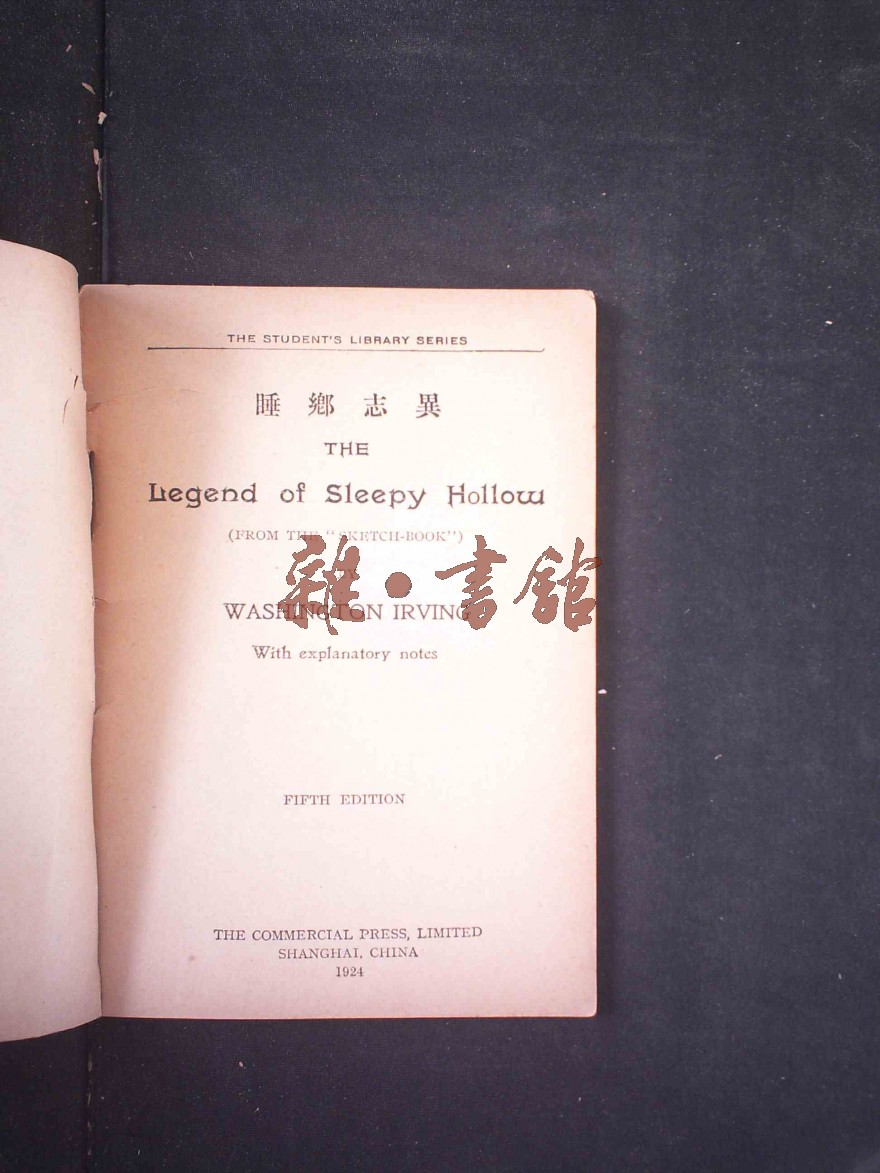 THE STUDENT'S LIBRARY SERIES
睡鄉志異
THE
Legend of Sleepy Hollow
(FROM THE "SKETCH-BOOK")
雜•書館
WASHINGTON IRVING
With explanatory notes
FIFTH EDITION
THE COMMERCIAL PRESS, LIMITED
SHANGHAI, CHINA
1924